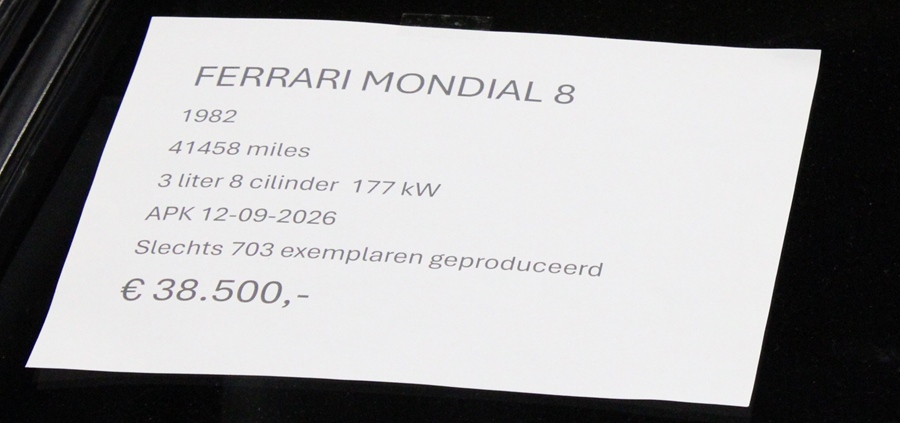 FERRARI MONDIAL 8
1982
41458 miles
3 liter 8 cilinder  177 kW
APK 12-09-2026
Slechts 703 exemplaren geproduceerd
€ 38.500,-